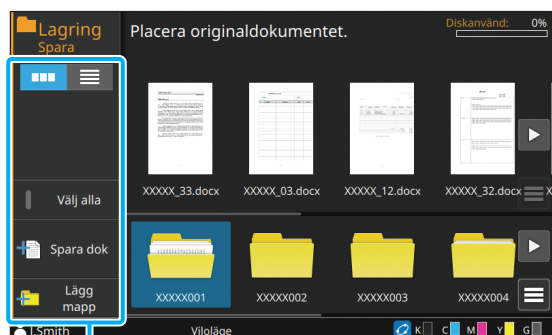 Lagring
Spara
Placera originaldokumentet.
Diskanvänd: 0%
Välj alla
Spara dok
Lägg
mapp
XXXXX_33.docx
XXXXX_03.docx
XXXXX_12.docx
XXXXX_32.docx
X
XXXXX001
XXXXX002
XXXXX003
XXXXX004
J.Smith
Viloläge
K
C
M
Y
G